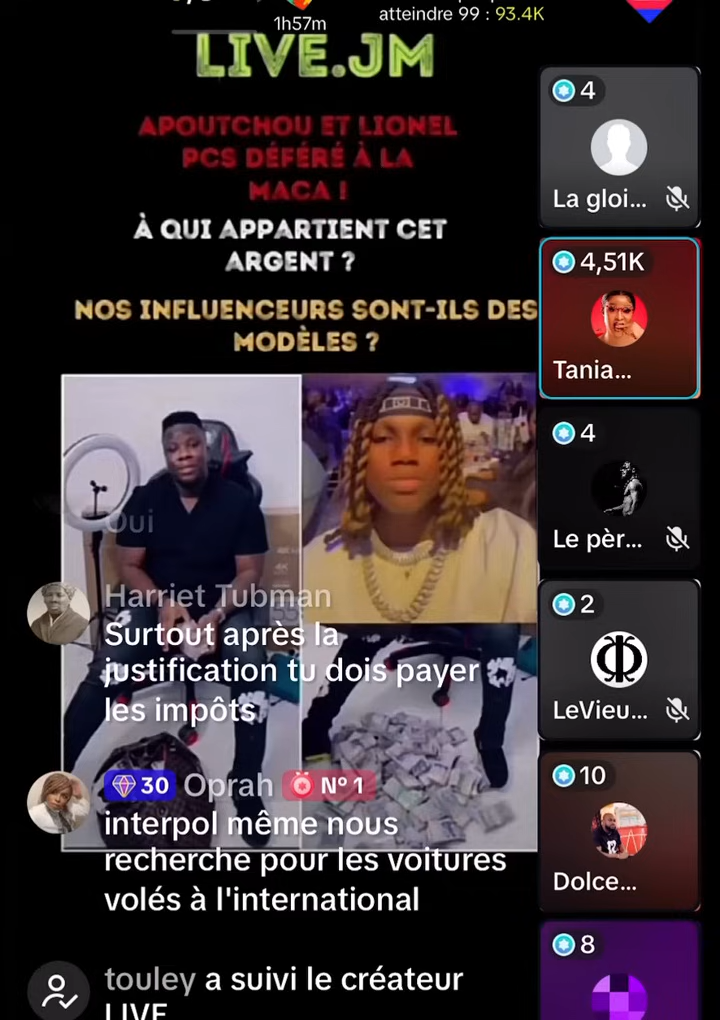 1h57m
atteindre 99 : 93.4K
LIVE.JM
APOUTCHOU ET LIONEL
PCS DÉFÉRÉ À LA
MACA !
À QUI APPARTIENT CET
ARGENT ?
NOS INFLUENCEURS SONT-ILS DES
MODÈLES ?
Oui
Harriet Tubman
Surtout après la
justification tu dois payer
les impôts
30 Oprah Nº 1
interpol même nous
recherche pour les voitures
volés à l'international
touley a suivi le créateur
LIVE
4
La gloi...
4,51K
Tania...
4
Le pèr...
2
LeVieu...
10
Dolce...
8